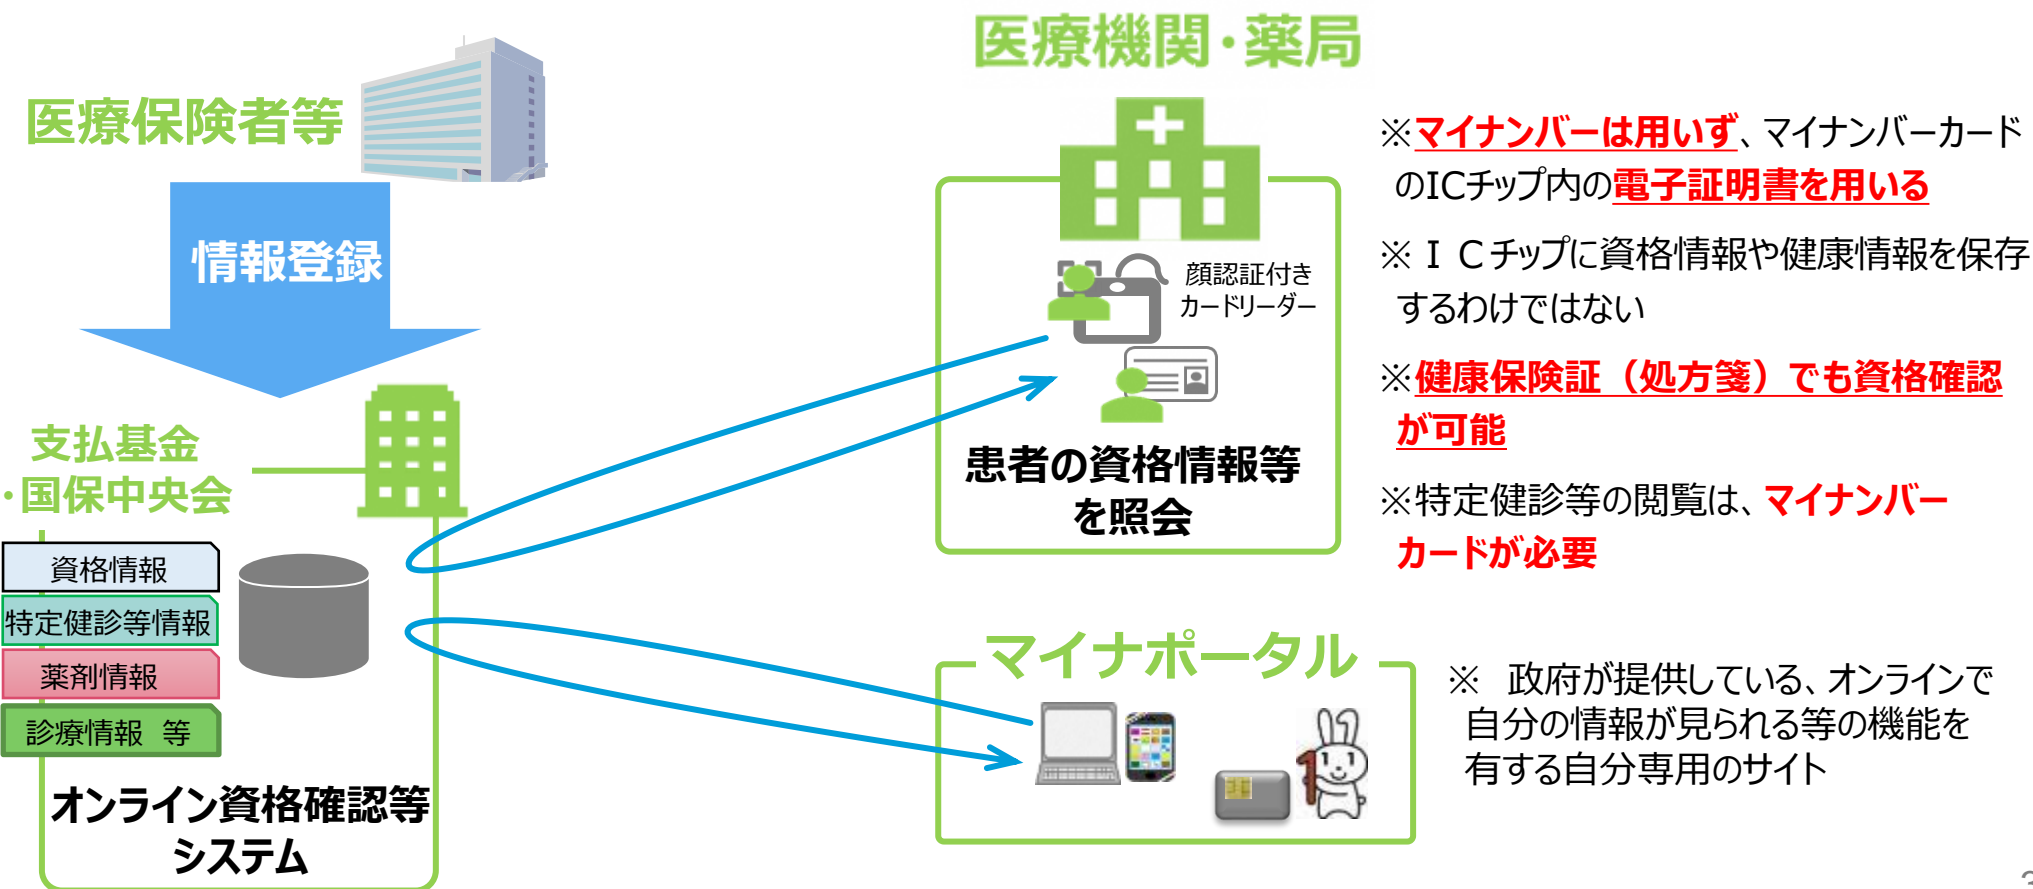 医療機関・薬局
医療保険者等
情報登録
支払基金
・国保中央会
資格情報
特定健診等情報
薬剤情報
診療情報 等
オンライン資格確認等
システム
顔認証付き
カードリーダー
患者の資格情報等
を照会
※マイナンバーは用いず、マイナンバーカード
のICチップ内の電子証明書を用いる
※ＩＣチップに資格情報や健康情報を保存
するわけではない
※健康保険証（処方箋）でも資格確認
が可能
※特定健診等の閲覧は、マイナンバー
カードが必要
マイナポータル
1
※ 政府が提供している、オンラインで
自分の情報が見られる等の機能を
有する自分専用のサイト